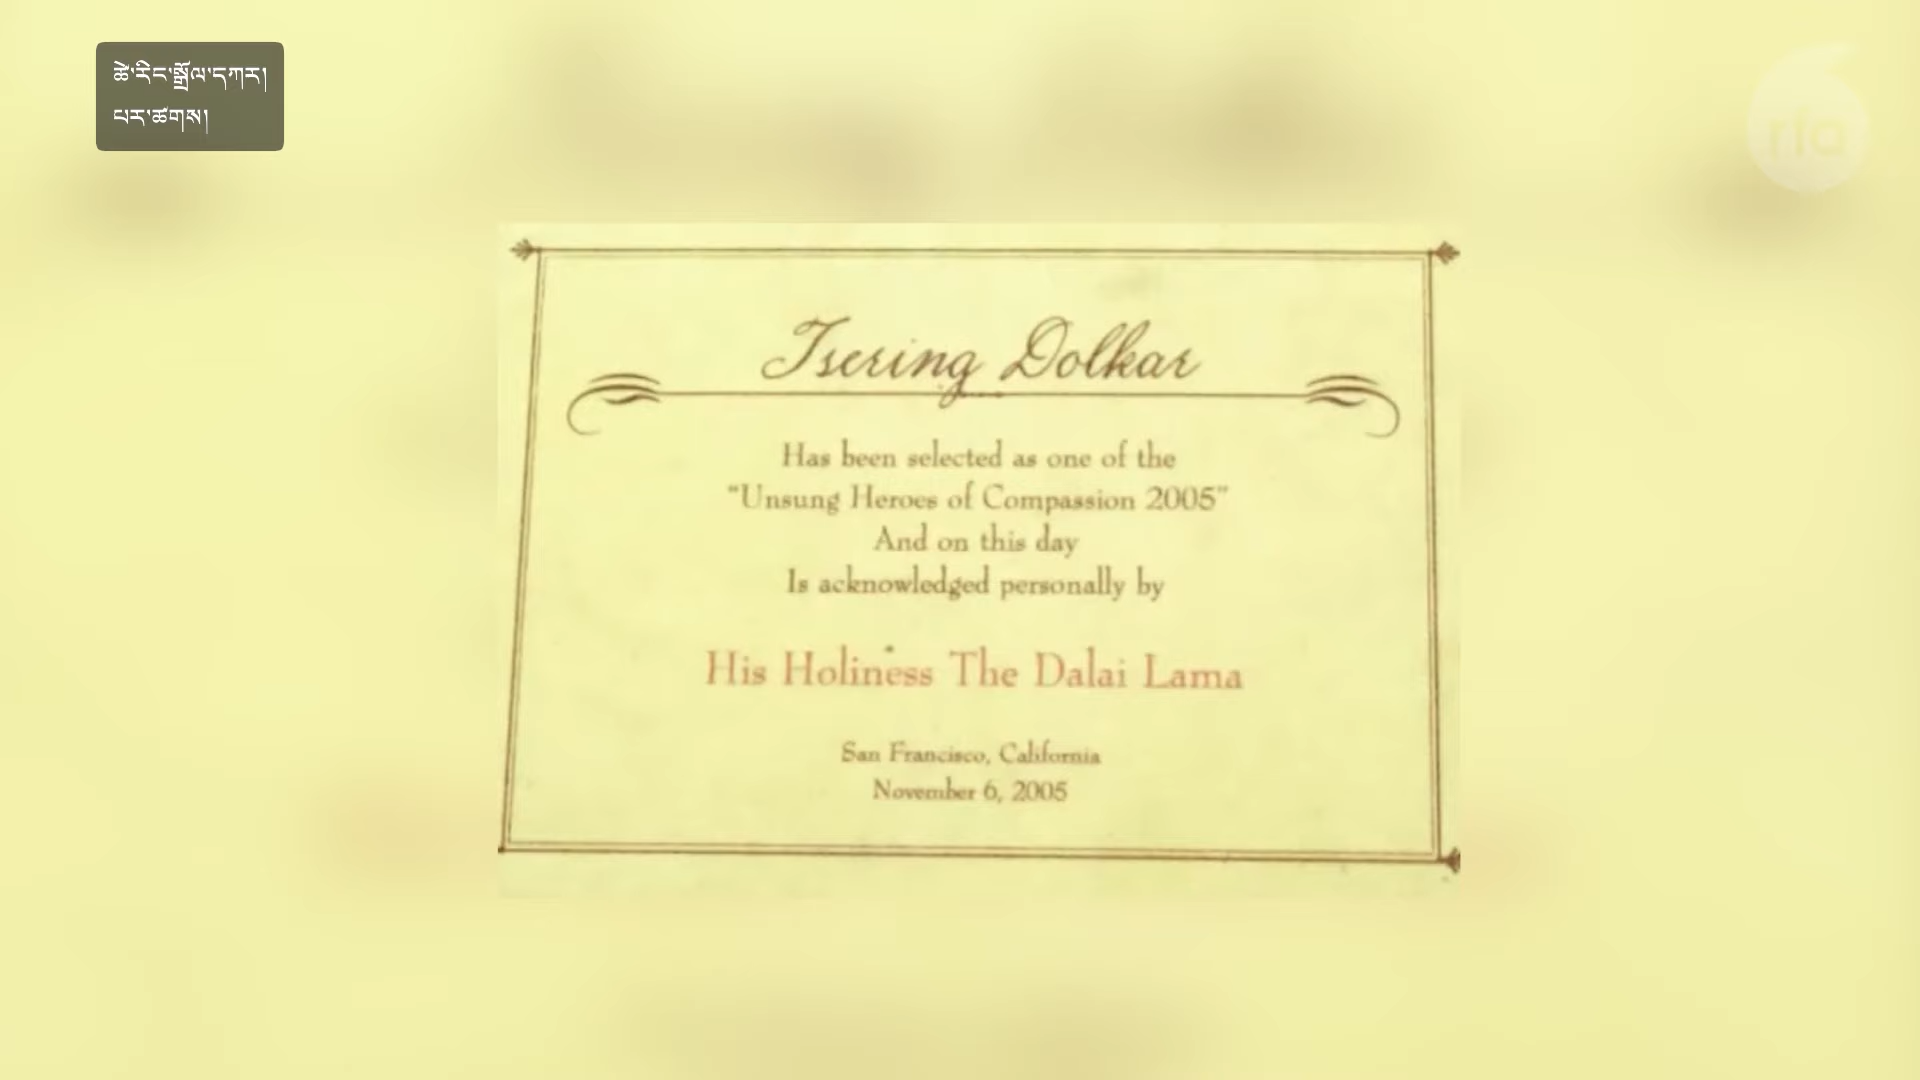 ཚེ་རིང་སྒྲོལ་དཀར།
པར་ཚགས།
rfa
Tsering Dolkar
Has been selected as one of the
"Unsung Heroes of Compassion 2005"
And on this day
Is acknowledged personally by
His Holiness The Dalai Lama
San Francisco, California
November 6, 2005